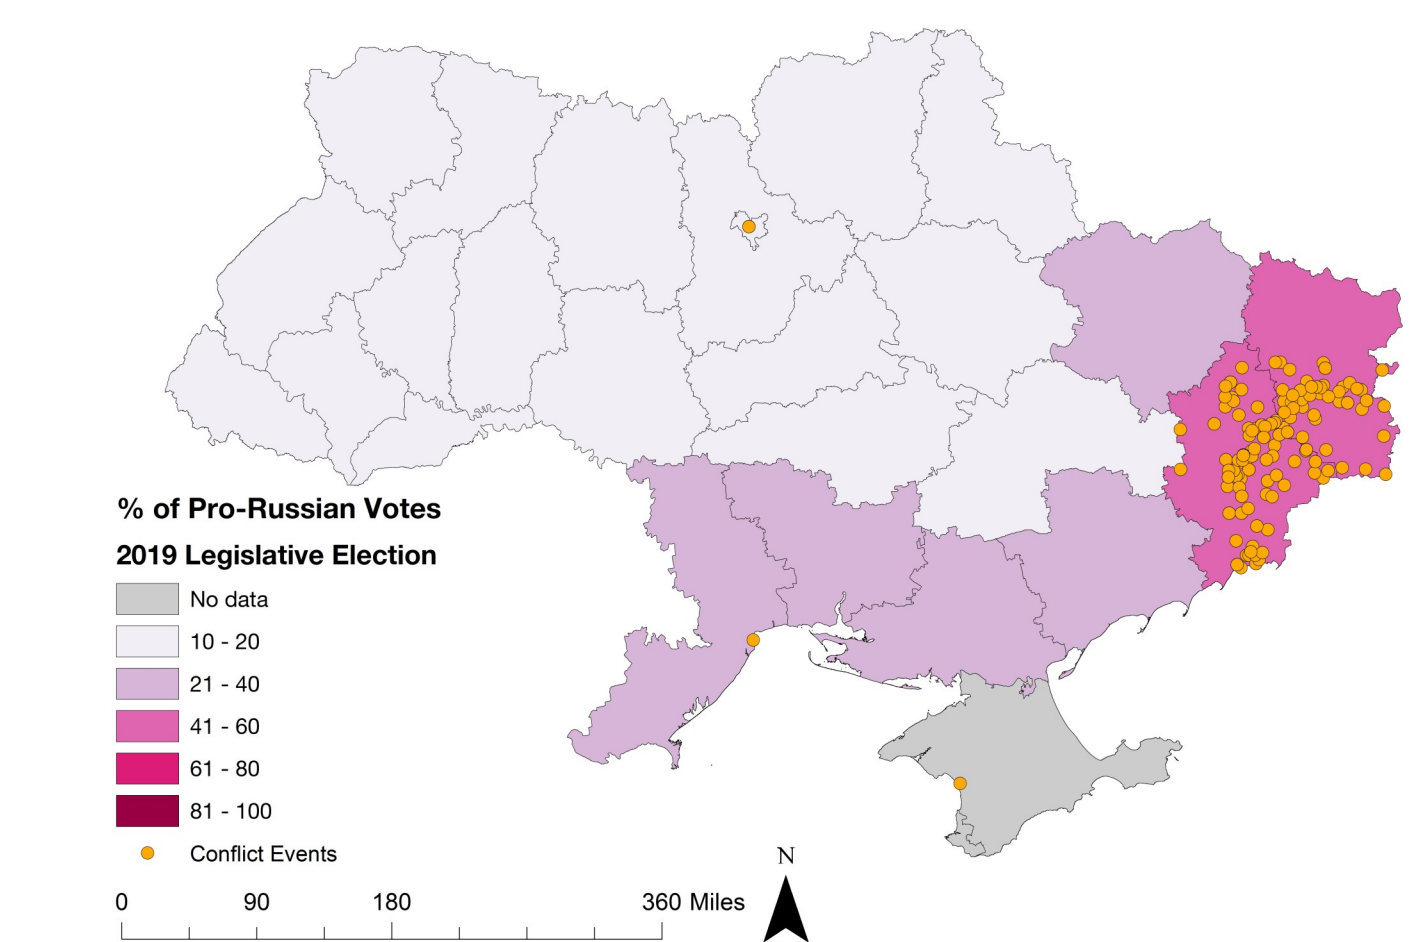 % of Pro-Russian Votes
2019 Legislative Election
No data
10 - 20
21 - 40
41 - 60
61 - 80
81 - 100
Conflict Events
N
0 90 180 360 Miles